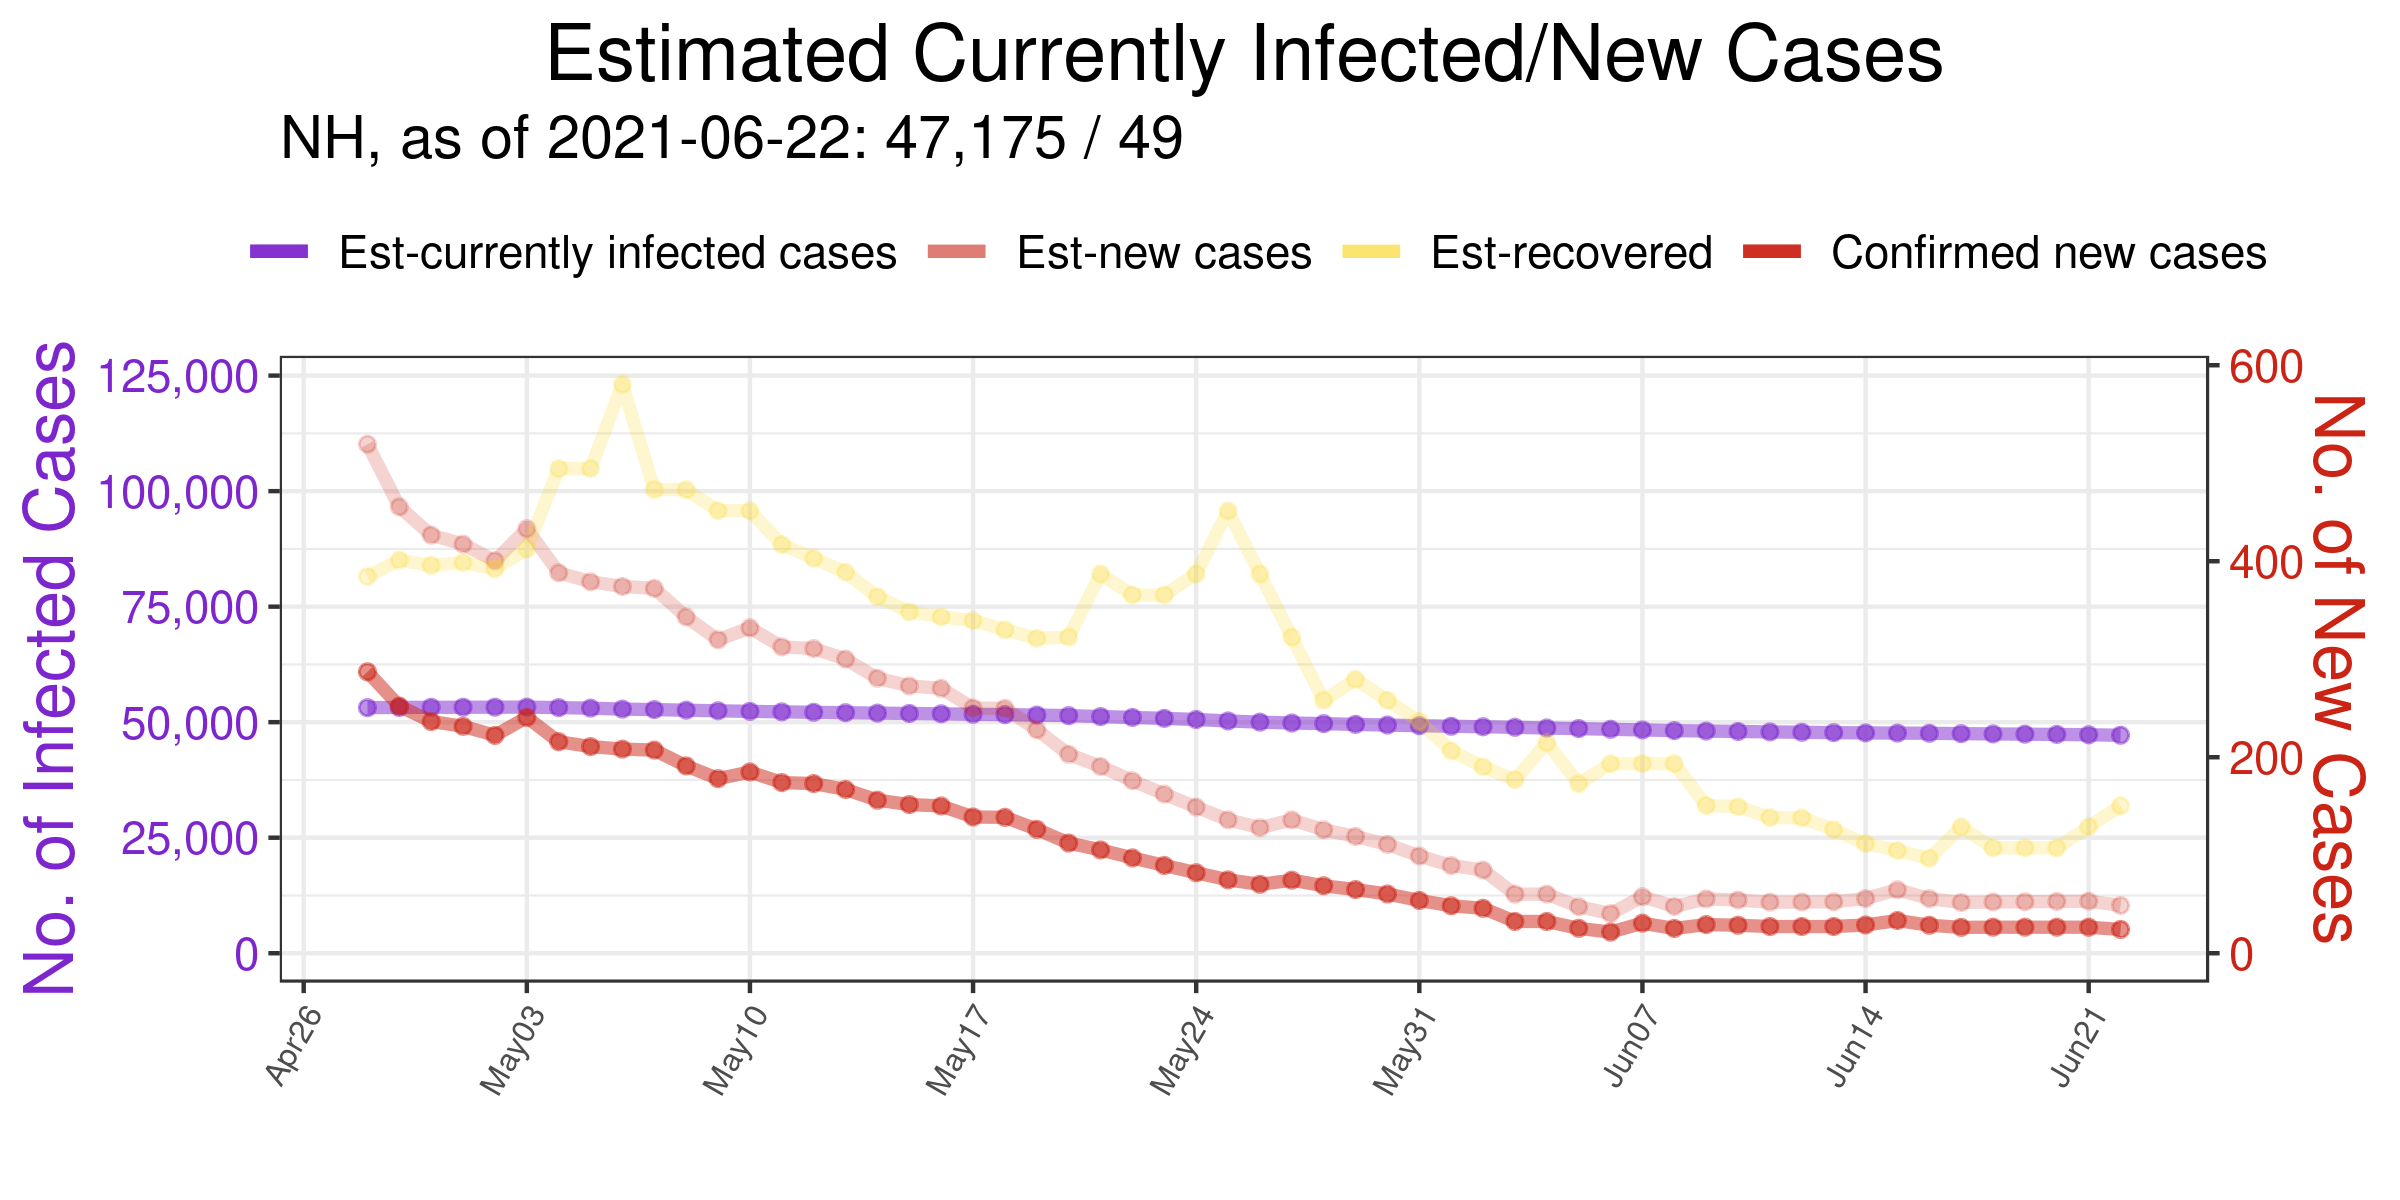 Estimated Currently Infected/New Cases
NH, as of 2021-06-22: 47,175 / 49
Est-currently infected cases Est-new cases Est-recovered Confirmed new cases
No. of Infected Cases
125,000
100,000
75,000
50,000
25,000
0
600
400
200
0
No. of New Cases
Apr26 May03 May10 May17 May24 May31 Jun07 Jun14 Jun21